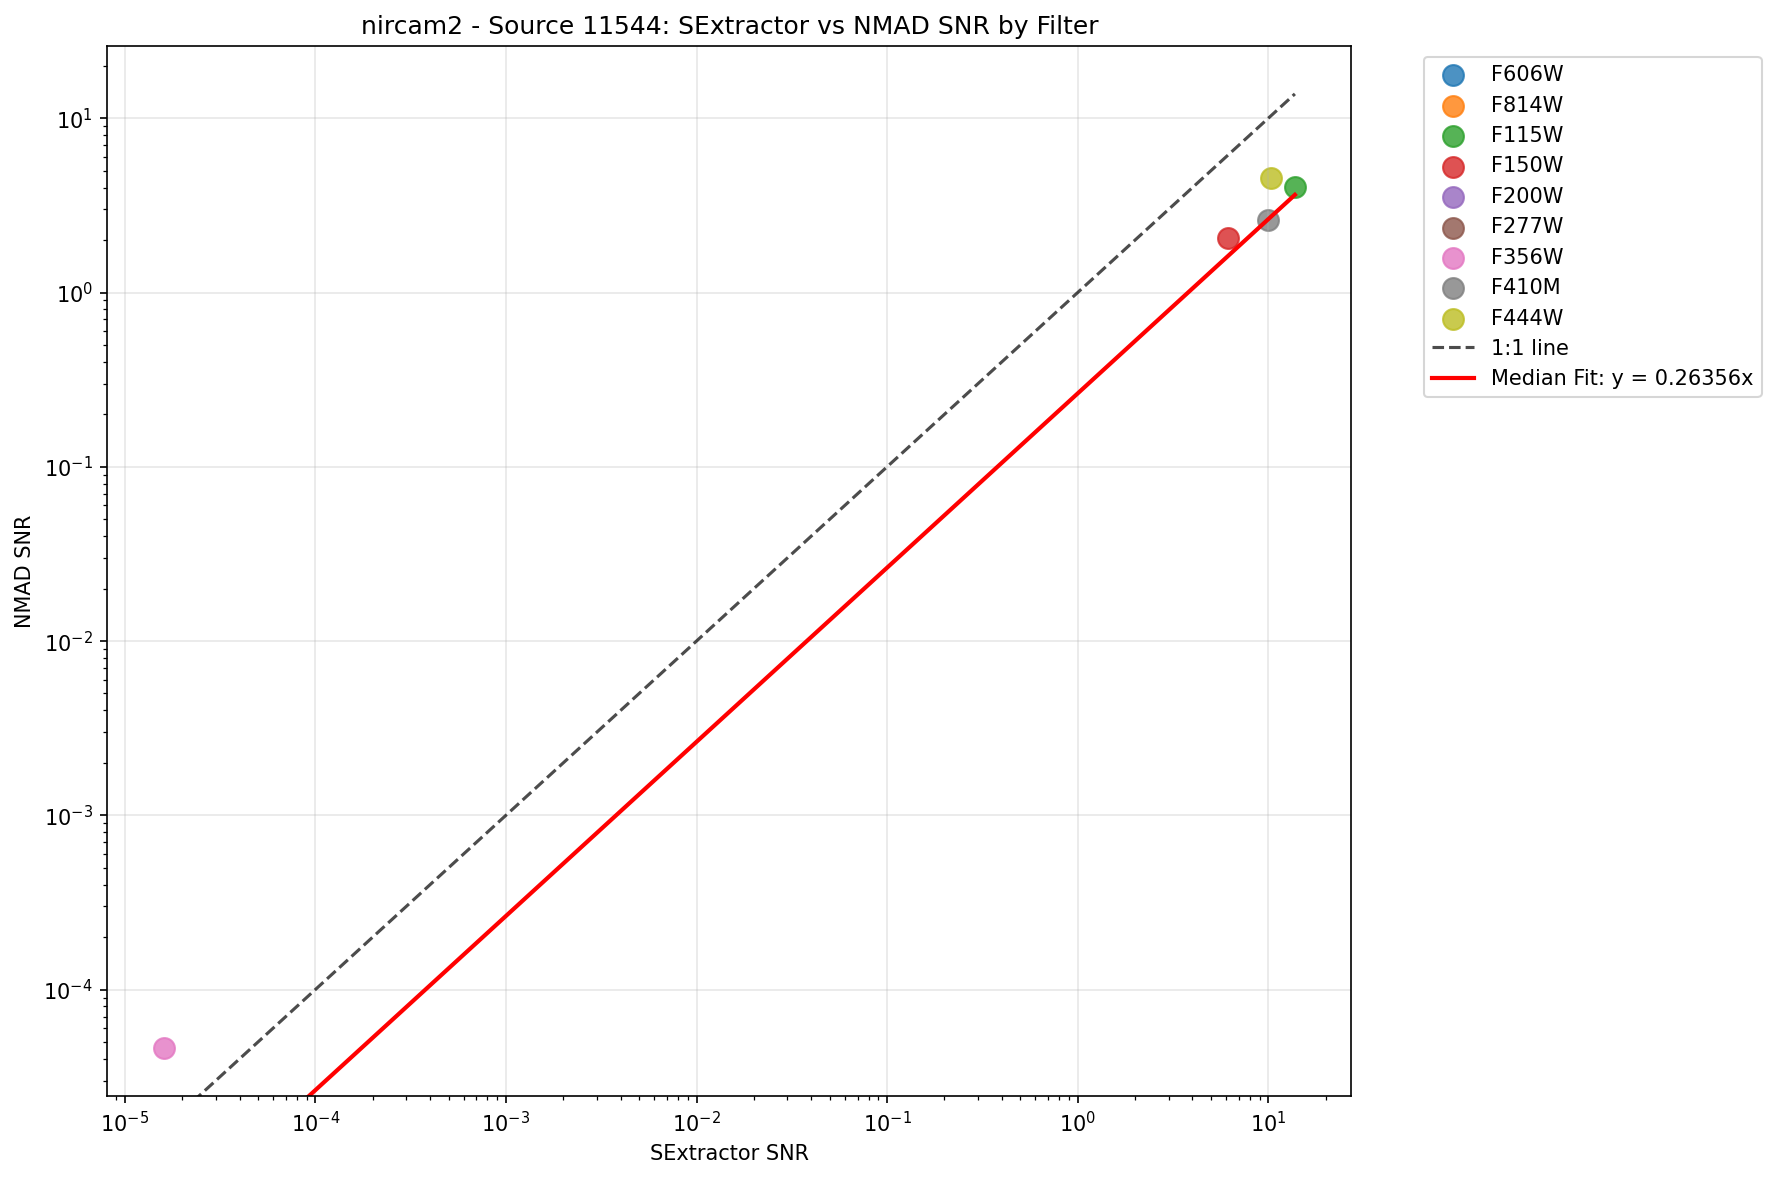 nircam2 - Source 11544: SExtractor vs NMAD SNR by Filter
F606W
F814W
F115W
F150W
F200W
F277W
F356W
F410M
F444W
1:1 line
Median Fit: y = 0.26356x
NMAD SNR
10¹
10⁰
10⁻¹
10⁻²
10⁻³
10⁻⁴
10⁻⁵ 10⁻⁴ 10⁻³ 10⁻² 10⁻¹ 10⁰ 10¹
SExtractor SNR